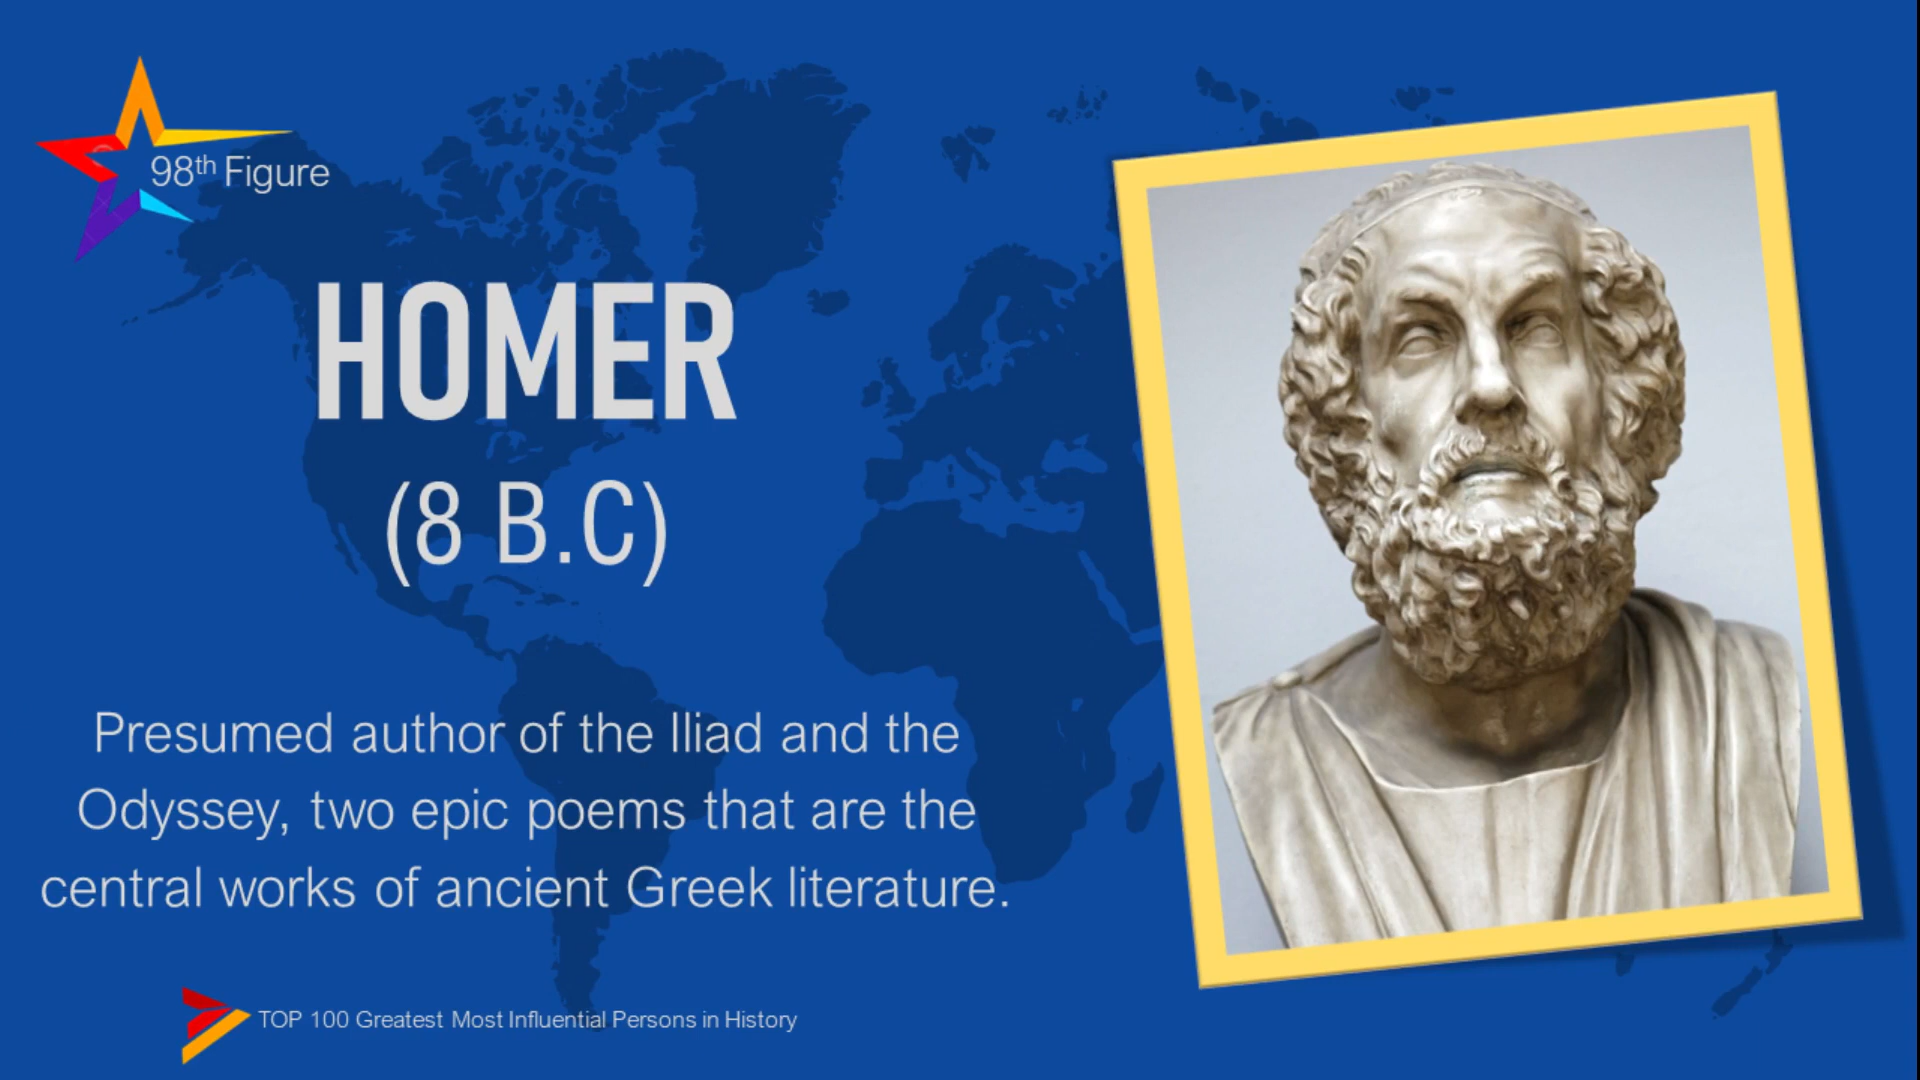 98th Figure
HOMER
(8 B.C)
Presumed author of the Iliad and the
Odyssey, two epic poems that are the
central works of ancient Greek literature.
TOP 100 Greatest Most Influential Persons in History